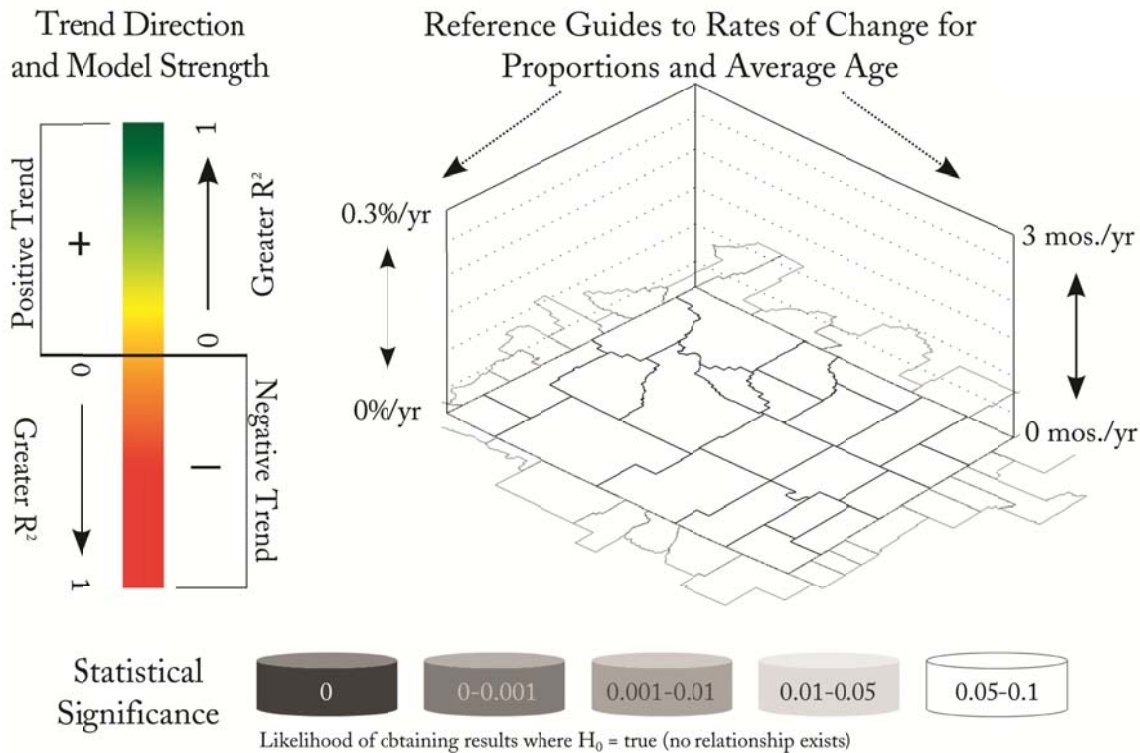 Trend Direction
and Model Strength
Reference Guides to Rates of Change for
Proportions and Average Age
Positive Trend
+
1
Greater R²
0
0
Greater R²
1
−
Negative Trend
0.3%/yr
0%/yr
3 mos./yr
0 mos./yr
Statistical
Significance
0
0-0.001
0.001-0.01
0.01-0.05
0.05-0.1
Likelihood of obtaining results where H₀ = true (no relationship exists)